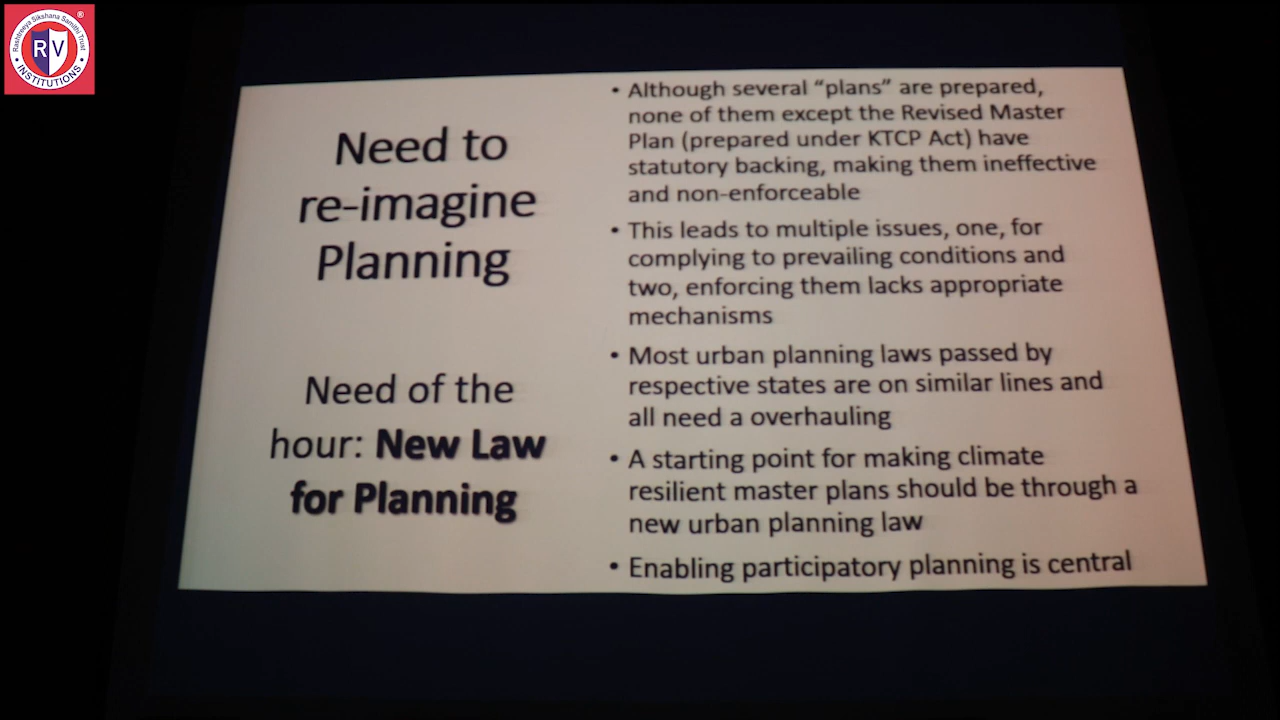 Rashtreeya Sikshana Samithi Trust
RV
INSTITUTIONS
®
Need to
re-imagine
Planning
Need of the
hour: New Law
for Planning
• Although several “plans” are prepared,
none of them except the Revised Master
Plan (prepared under KTCP Act) have
statutory backing, making them ineffective
and non-enforceable
• This leads to multiple issues, one, for
complying to prevailing conditions and
two, enforcing them lacks appropriate
mechanisms
• Most urban planning laws passed by
respective states are on similar lines and
all need a overhauling
• A starting point for making climate
resilient master plans should be through a
new urban planning law
• Enabling participatory planning is central